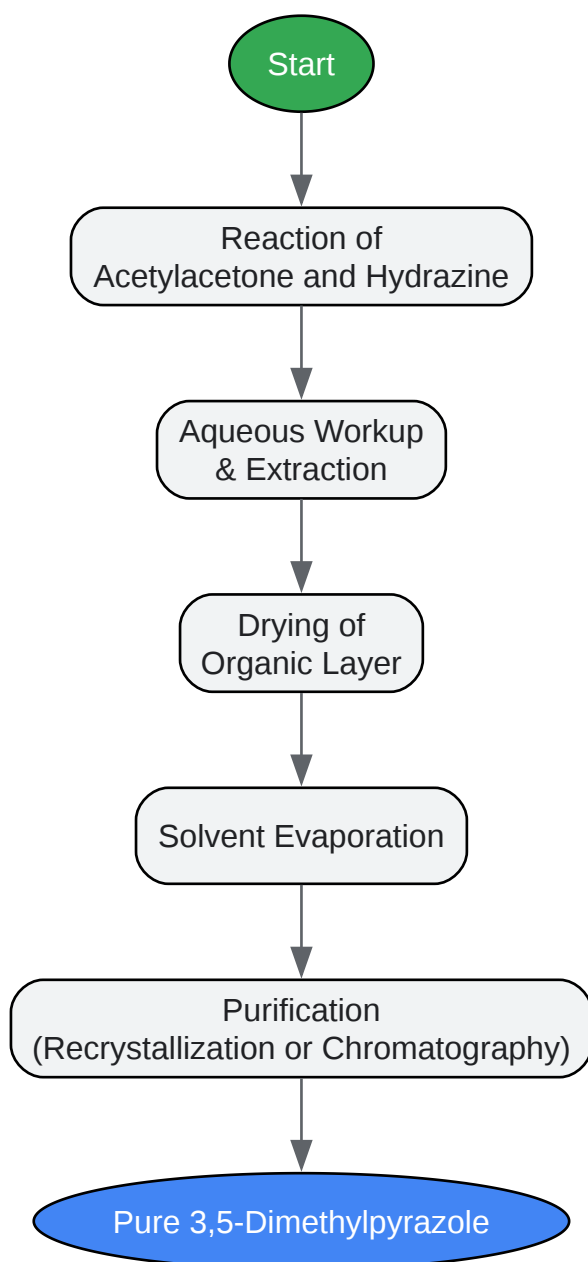 Start
Reaction of
Acetylacetone and Hydrazine
Aqueous Workup
& Extraction
Drying of
Organic Layer
Solvent Evaporation
Purification
(Recrystallization or Chromatography)
Pure 3,5-Dimethylpyrazole